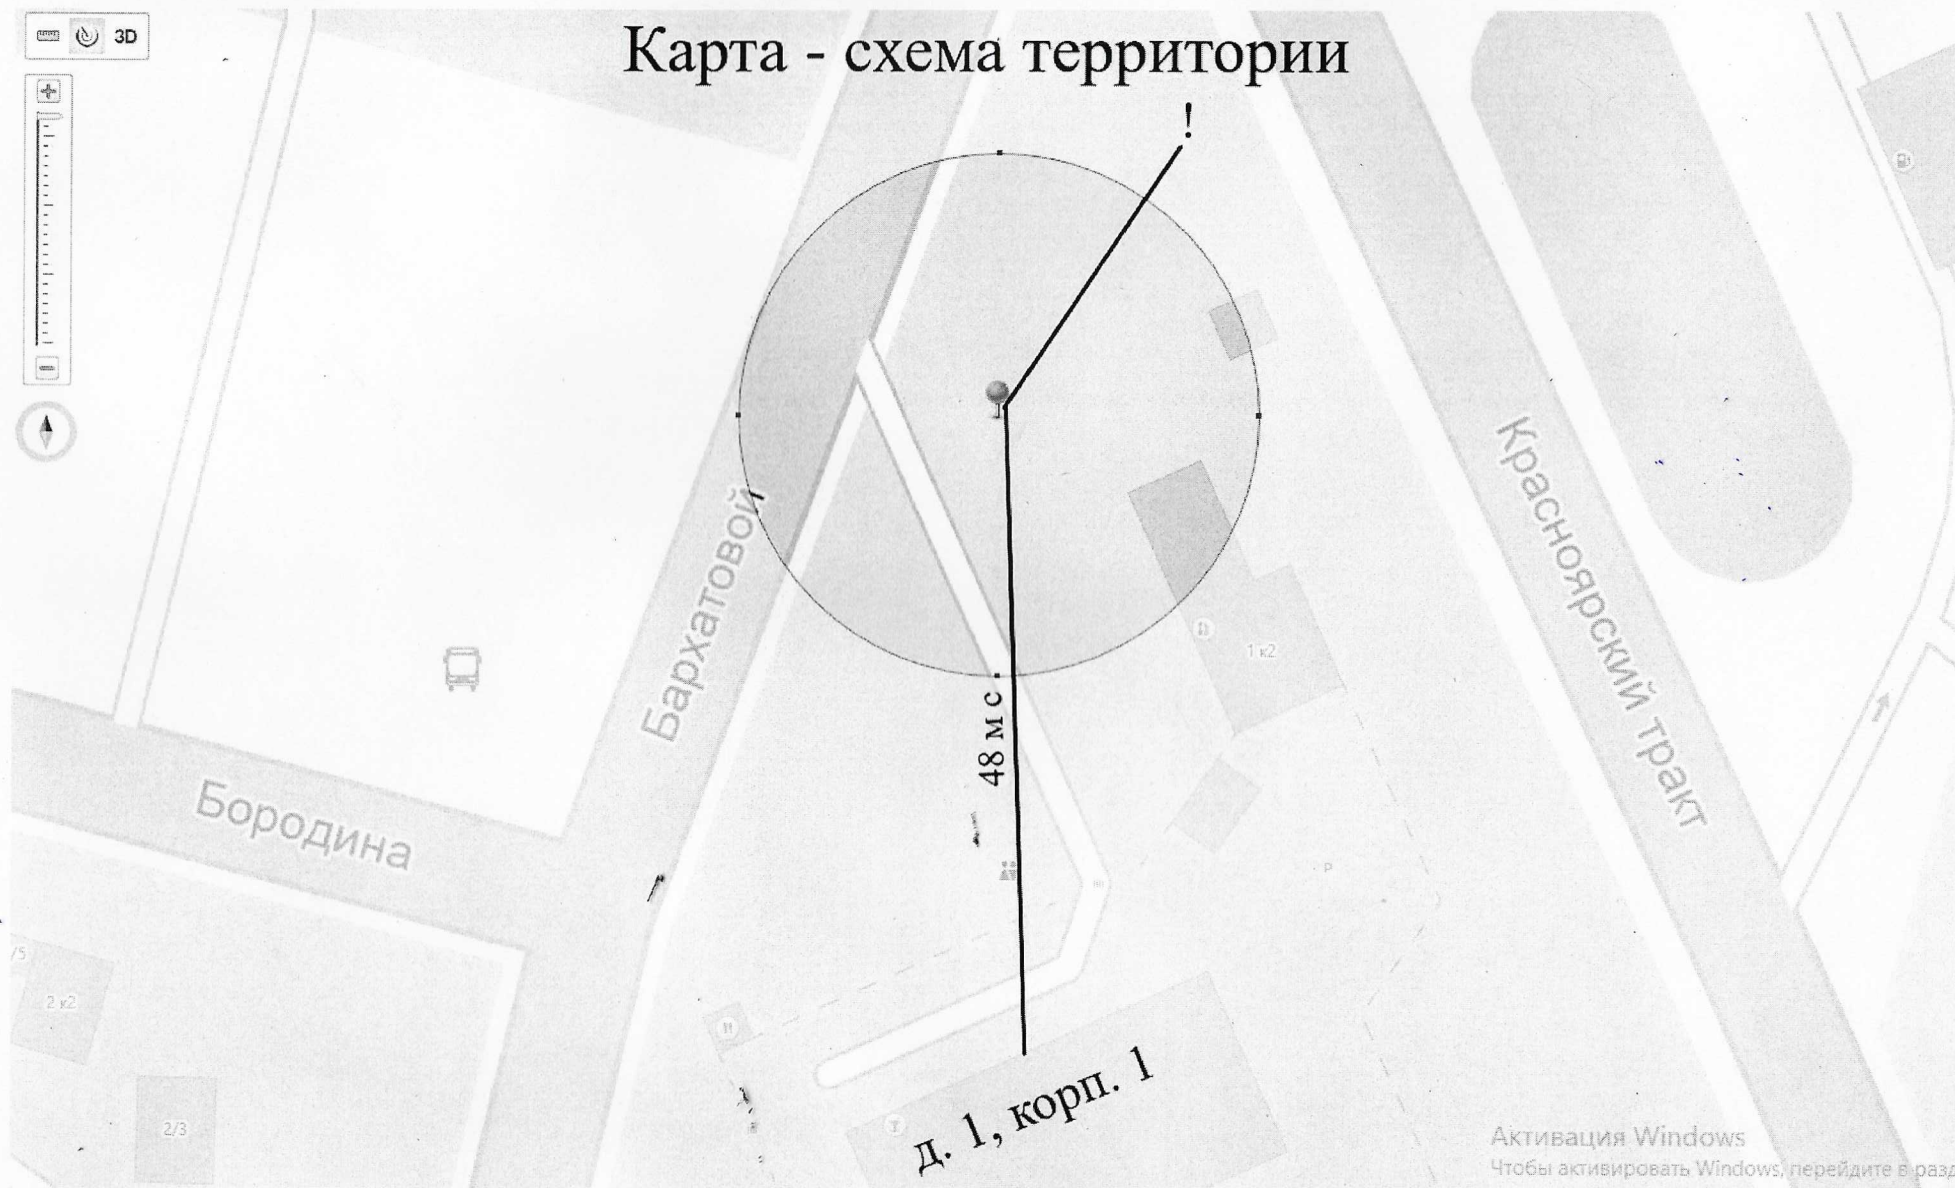 3D
Карта - схема территории
!
Бархатовой
Красноярский тракт
1 к2
48 м с
Бородина
Р
/5
2 к2
2/3
д. 1, корп. 1
Активация Windows
Чтобы активировать Windows, перейдите в разд